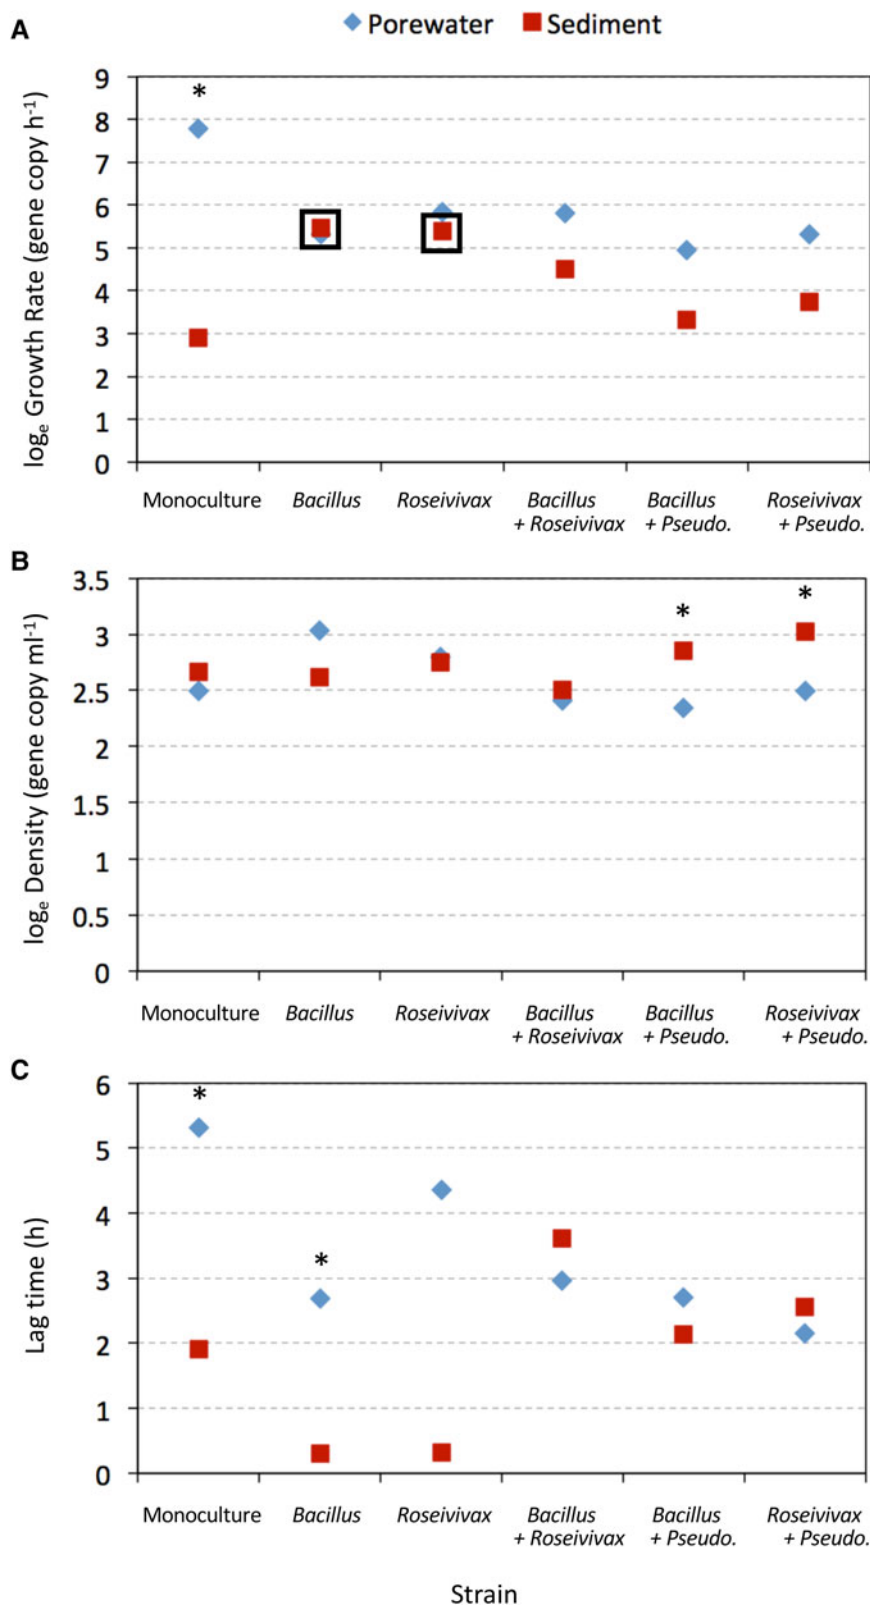 A
Porewater Sediment
9
*
8
7
6
5
4
3
2
1
0
logₑ Growth Rate (gene copy h⁻¹)
Monoculture Bacillus Roseivivax Bacillus Bacillus Roseivivax
+ Roseivivax + Pseudo. + Pseudo.
B
3.5
* *
3
2.5
2
1.5
1
0.5
0
logₑ Density (gene copy ml⁻¹)
Monoculture Bacillus Roseivivax Bacillus Bacillus Roseivivax
+ Roseivivax + Pseudo. + Pseudo.
C
6
*
5
4
*
3
2
1
0
Lag time (h)
Monoculture Bacillus Roseivivax Bacillus Bacillus Roseivivax
+ Roseivivax + Pseudo. + Pseudo.
Strain